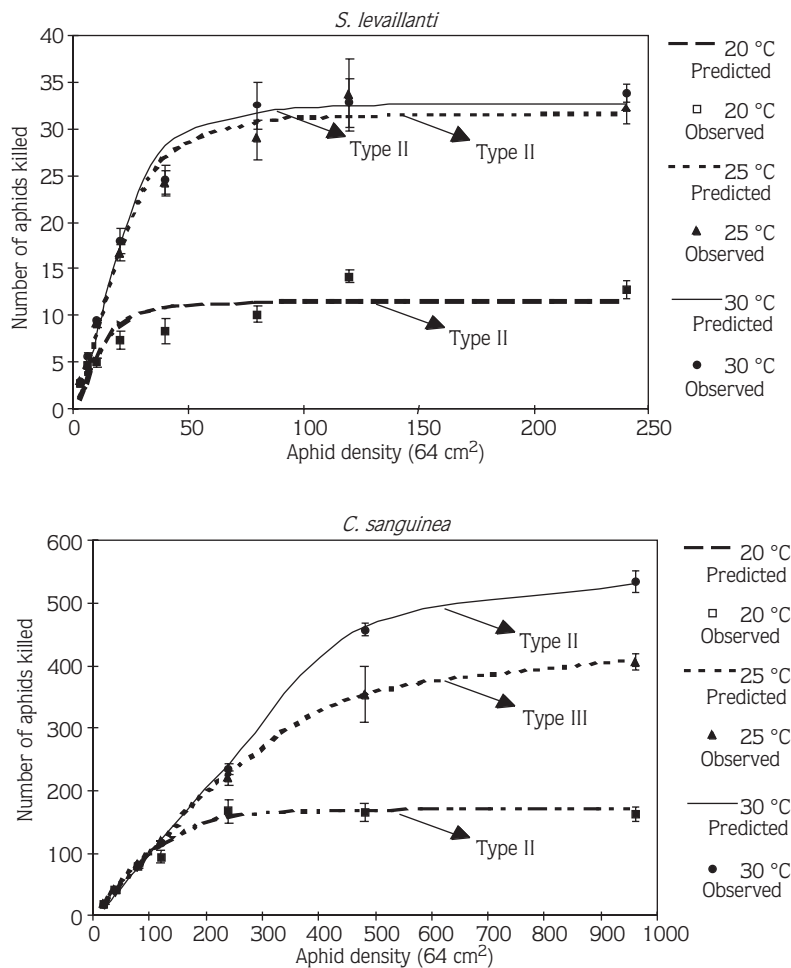 S. levaillanti
40
35
30
25
20
15
10
5
0
Number of aphids killed
Type II
Type II
Type II
0 50 100 150 200 250
Aphid density (64 cm²)
20 °C
Predicted
20 °C
Observed
25 °C
Predicted
25 °C
Observed
30 °C
Predicted
30 °C
Observed
C. sanguinea
600
500
400
300
200
100
0
Number of aphids killed
Type II
Type III
Type II
0 100 200 300 400 500 600 700 800 900 1000
Aphid density (64 cm²)
20 °C
Predicted
20 °C
Observed
25 °C
Predicted
25 °C
Observed
30 °C
Predicted
30 °C
Observed